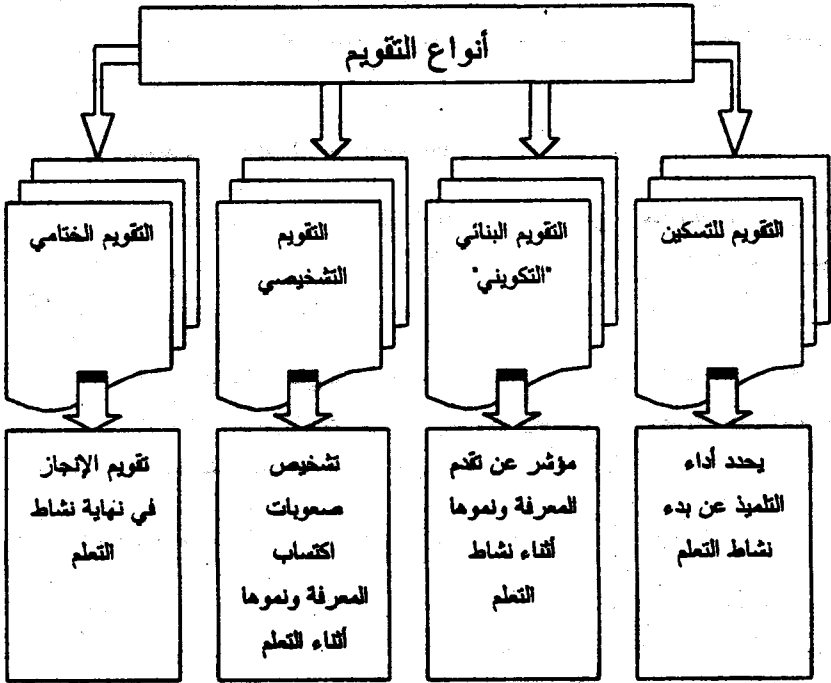 أنواع التقويم
التقويم للتسكين
التقويم البنائي
"التكويني"
التقويم
التشخيصي
التقويم الختامي
يحدد أداء
التلميذ عن بدء
نشاط التعلم
مؤشر عن تقدم
المعرفة ونموها
أثناء نشاط
التعلم
تشخيص
صعوبات
اكتساب
المعرفة ونموها
أثناء التعلم
تقويم الإنجاز
في نهاية نشاط
التعلم